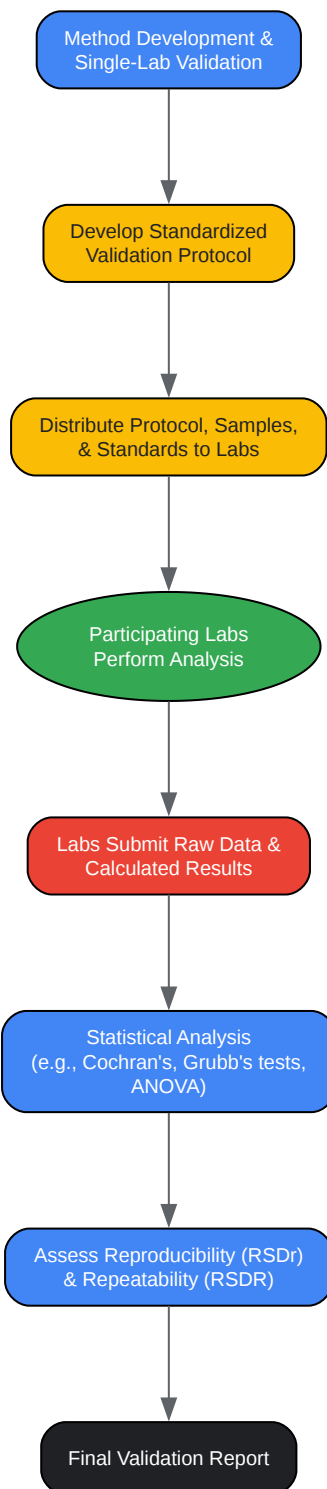 Method Development &
Single-Lab Validation
Develop Standardized
Validation Protocol
Distribute Protocol, Samples,
& Standards to Labs
Participating Labs
Perform Analysis
Labs Submit Raw Data &
Calculated Results
Statistical Analysis
(e.g., Cochran's, Grubb's tests,
ANOVA)
Assess Reproducibility (RSDr)
& Repeatability (RSDR)
Final Validation Report